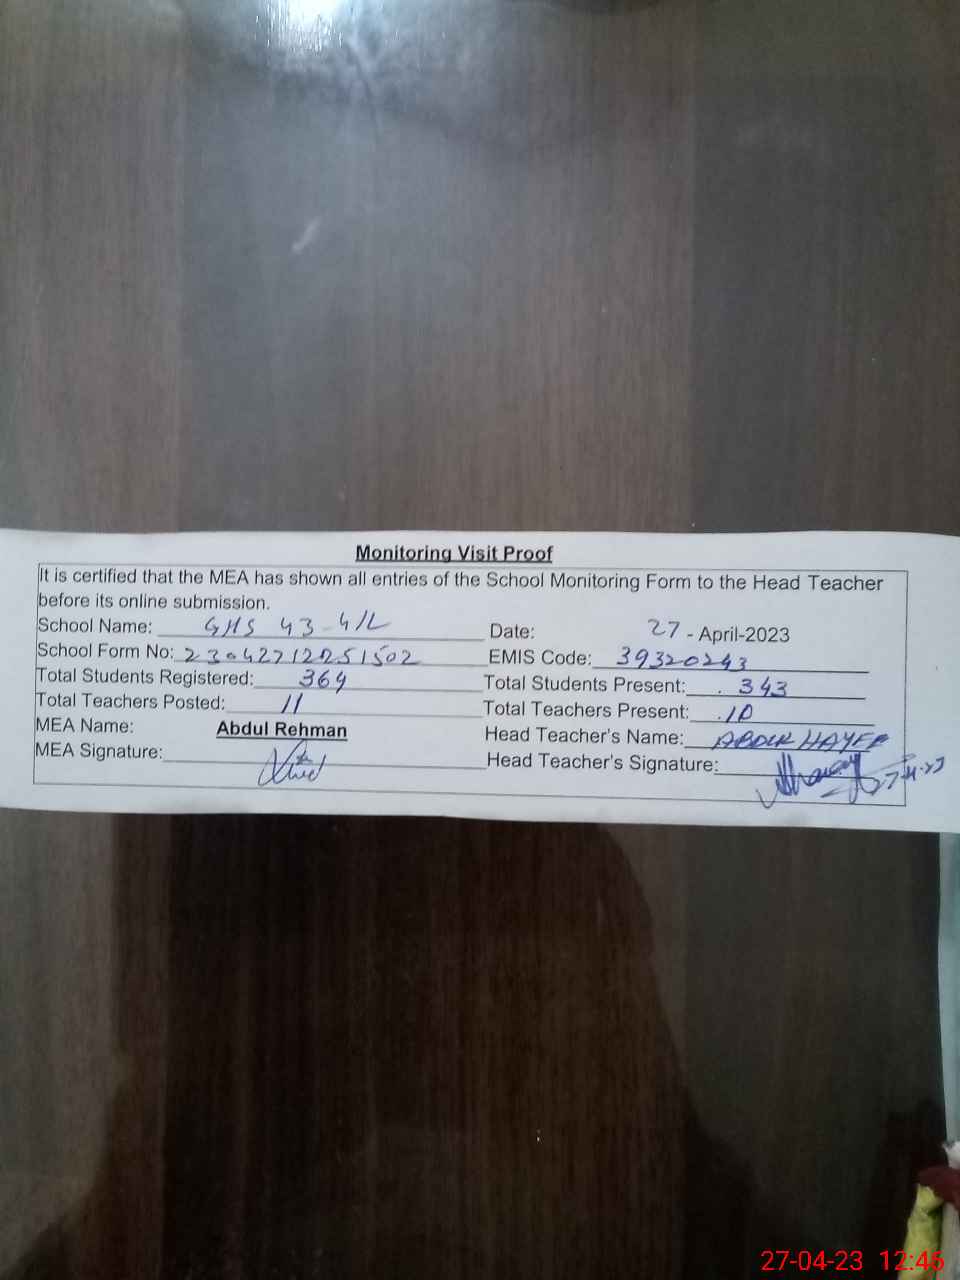 Monitoring Visit Proof
It is certified that the MEA has shown all entries of the School Monitoring Form to the Head Teacher
before its online submission.
School Name: GHS 43-4/L Date: 27 - April-2023
School Form No: EMIS Code: 39320243
Total Students Registered: 364 Total Students Present: 343
Total Teachers Posted: 11 Total Teachers Present: 10
MEA Name: Abdul Rehman Head Teacher's Name: ABDUL HAYEE
MEA Signature: Head Teacher's Signature: 27-4-23
27-04-23 12:46